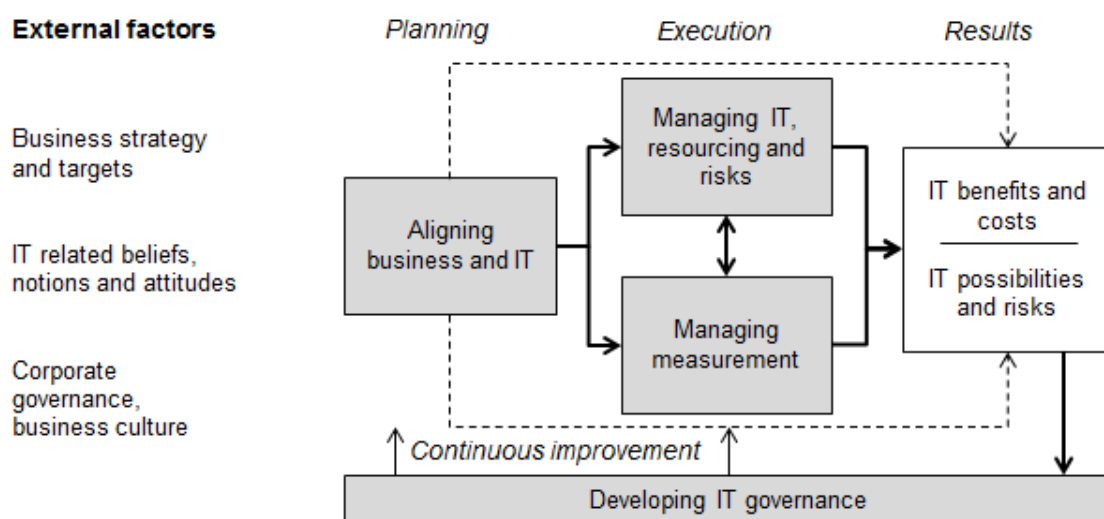 External factors
Planning
Execution
Results
Business strategy
and targets
IT related beliefs,
notions and attitudes
Corporate
governance,
business culture
Aligning
business and IT
Managing IT,
resourcing and
risks
Managing
measurement
IT benefits and
costs
IT possibilities
and risks
Continuous improvement
Developing IT governance